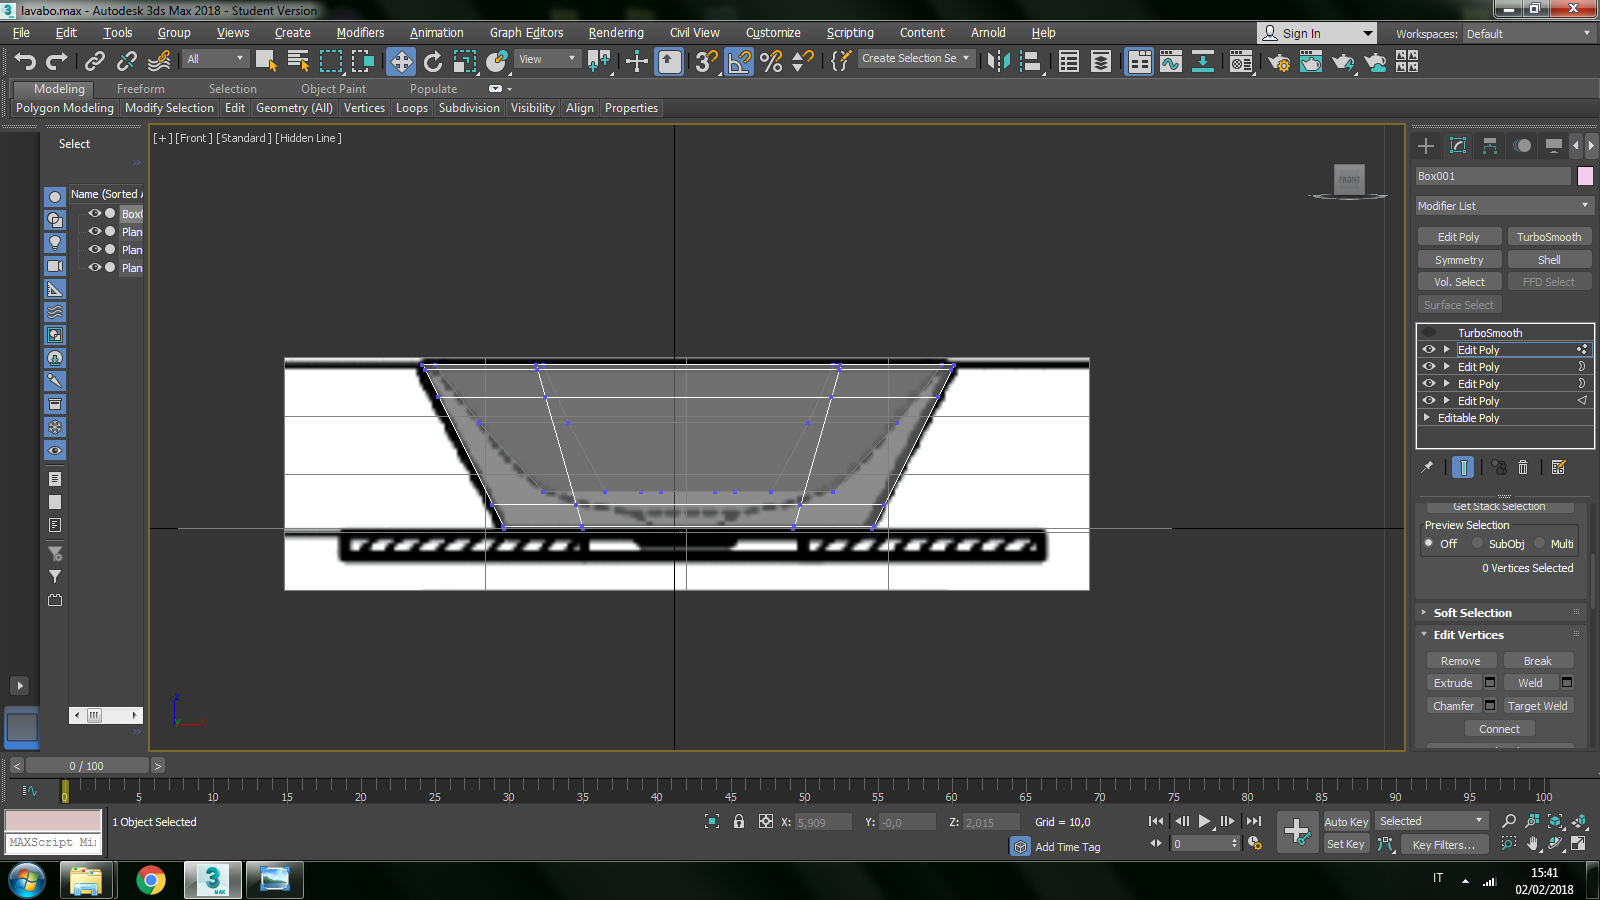 lavabo.max - Autodesk 3ds Max 2018 - Student Version
File Edit Tools Group Views Create Modifiers Animation Graph Editors Rendering Civil View Customize Scripting Content Arnold Help
Sign In Workspaces: Default
All View Create Selection Se
Modeling Freeform Selection Object Paint Populate
Polygon Modeling Modify Selection Edit Geometry (All) Vertices Loops Subdivision Visibility Align Properties
Select
Name (Sorted A
Box0
Plan
Plan
Plan
[+] [Front] [Standard] [Hidden Line]
FRONT
z
Box001
Modifier List
Edit Poly TurboSmooth
Symmetry Shell
Vol. Select FFD Select
Surface Select
TurboSmooth
Edit Poly
Edit Poly
Edit Poly
Edit Poly
Editable Poly
Get Stack Selection
Preview Selection
Off SubObj Multi
0 Vertices Selected
Soft Selection
Edit Vertices
Remove Break
Extrude Weld
Chamfer Target Weld
Connect
< 0 / 100 >
0 5 10 15 20 25 30 35 40 45 50 55 60 65 70 75 80 85 90 95 100
1 Object Selected X: 5,909 Y: -0,0 Z: 2,015 Grid = 10,0
Auto Key Selected
MAXScript Mi
Add Time Tag
0
Set Key Key Filters...
3
MAX
IT
15:41
02/02/2018